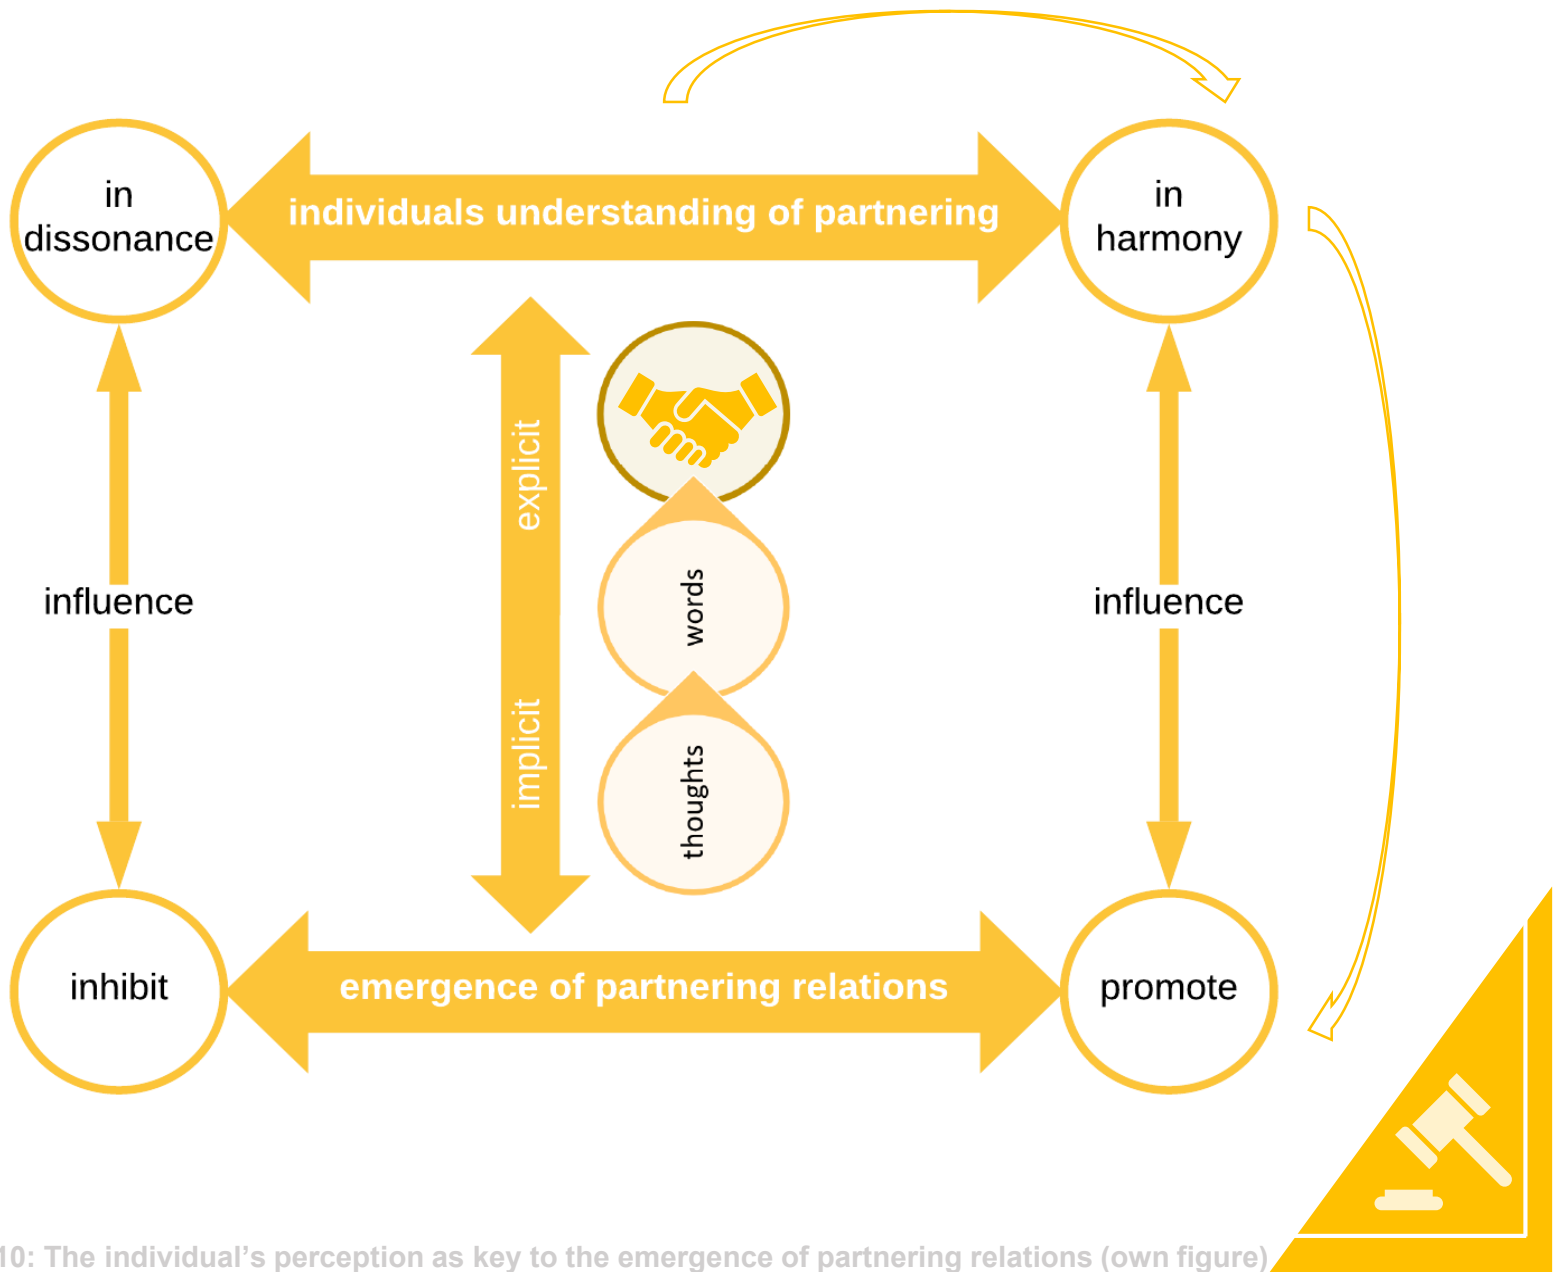 in
dissonance
individuals understanding of partnering
in
harmony
explicit
words
influence
influence
implicit
thoughts
inhibit
emergence of partnering relations
promote
10: The individual’s perception as key to the emergence of partnering relations (own figure)